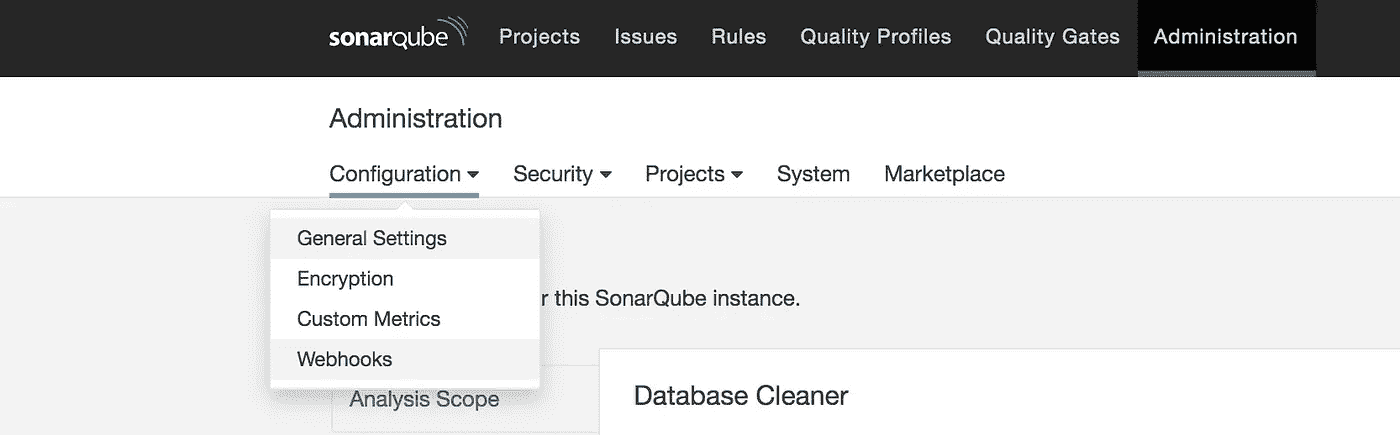 sonarqube Projects Issues Rules Quality Profiles Quality Gates Administration
Administration
Configuration Security Projects System Marketplace
General Settings
Encryption
r this SonarQube instance.
Custom Metrics
Webhooks
Analysis Scope
Database Cleaner